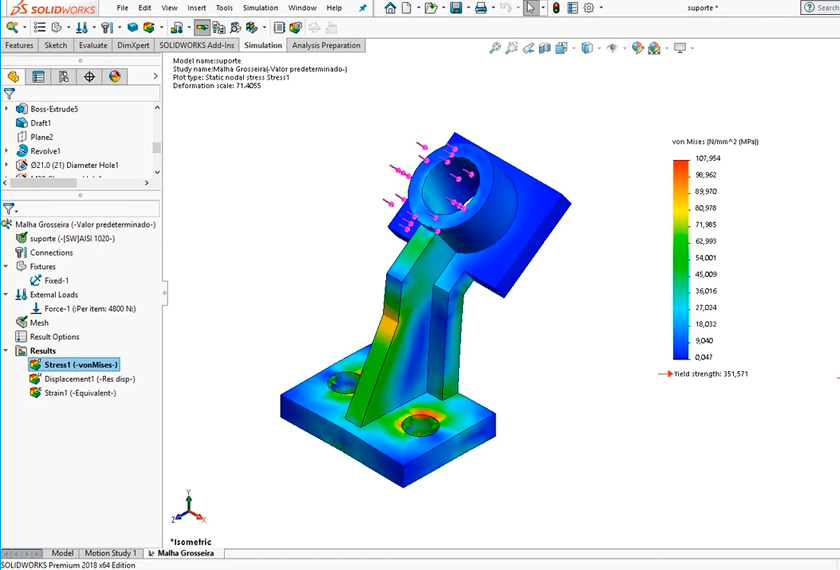 SOLIDWORKS File Edit View Insert Tools Simulation Window Help suporte * Search
Features Sketch Evaluate DimXpert SOLIDWORKS Add-Ins Simulation Analysis Preparation
Model name:suporte
Study name:Malha Grosseira(-Valor predeterminado-)
Plot type: Static nodal stress Stress1
Deformation scale: 71.4055
Boss-Extrude5
Draft1
Plane2
Revolve1
Ø21.0 (21) Diameter Hole1
Malha Grosseira (-Valor predeterminado-)
suporte (-[SW]AISI 1020-)
Connections
Fixtures
Fixed-1
External Loads
Force-1 (:Per item: 4800 N:)
Mesh
Result Options
Results
Stress1 (-vonMises-)
Displacement1 (-Res disp-)
Strain1 (-Equivalent-)
von Mises (N/mm^2 (MPa))
107,954
98,962
89,970
80,978
71,985
62,993
54,001
45,009
36,016
27,024
18,032
9,040
0,047
Yield strength: 351,571
Y
Z
X
*Isometric
Model Motion Study 1 Malha Grosseira
SOLIDWORKS Premium 2018 x64 Edition